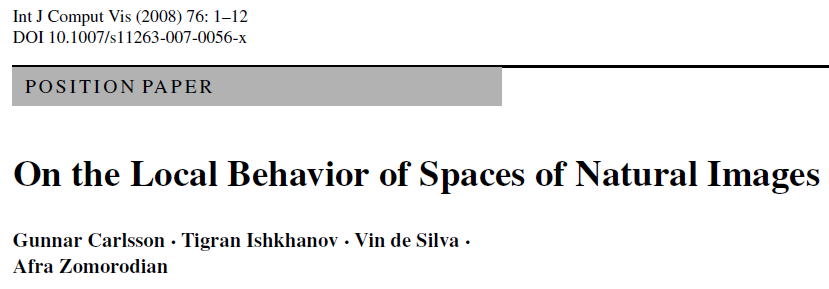 Int J Comput Vis (2008) 76: 1–12
DOI 10.1007/s11263-007-0056-x
POSITION PAPER
On the Local Behavior of Spaces of Natural Images
Gunnar Carlsson · Tigran Ishkhanov · Vin de Silva ·
Afra Zomorodian